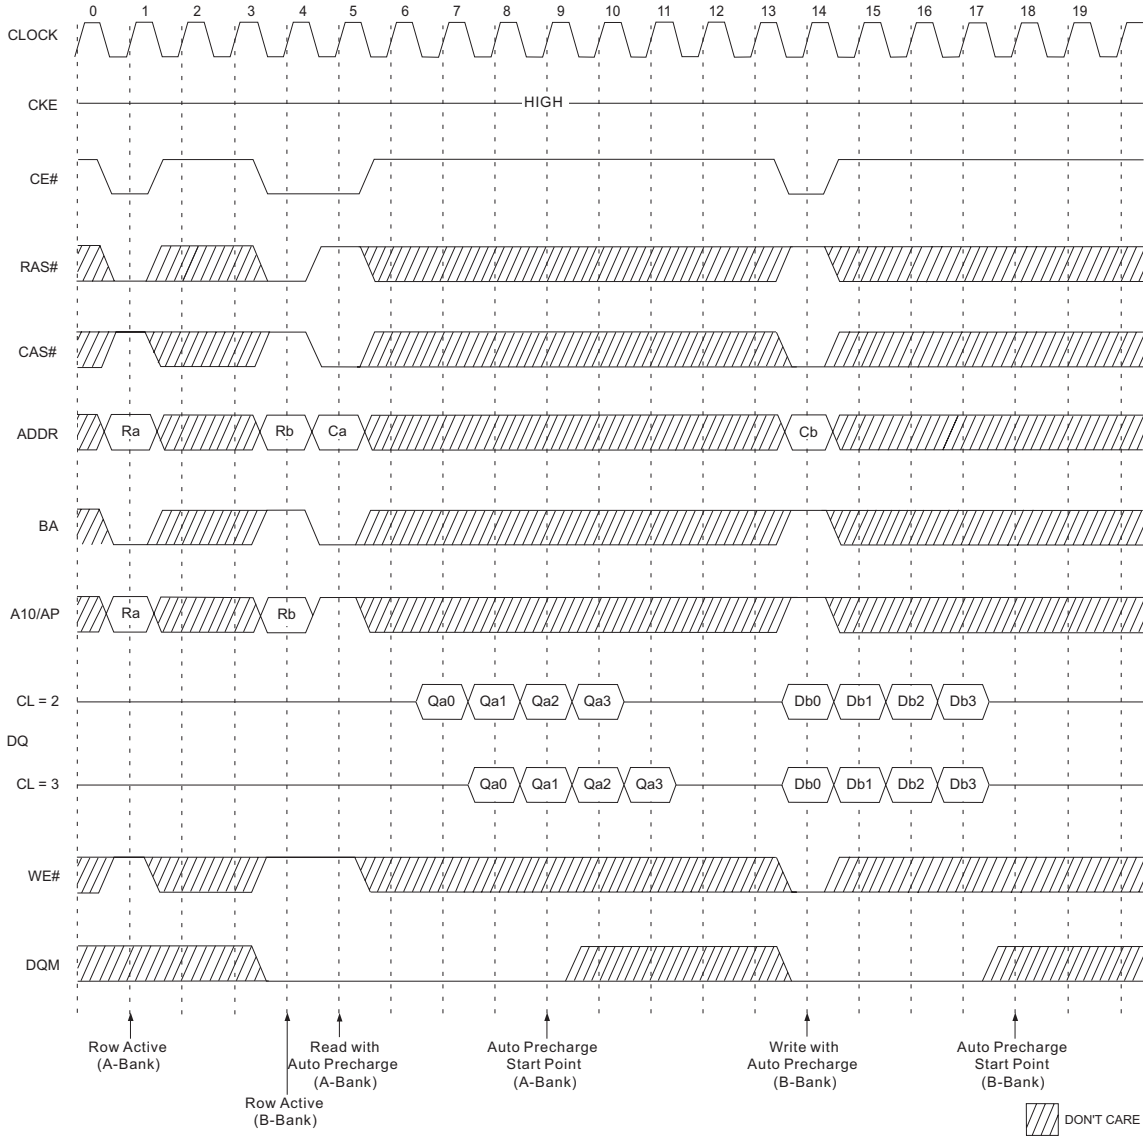 0 1 2 3 4 5 6 7 8 9 10 11 12 13 14 15 16 17 18 19
CLOCK
CKE
HIGH
CE#
RAS#
CAS#
ADDR
Ra
Rb
Ca
Cb
BA
A10/AP
Ra
Rb
CL = 2
Qa0 Qa1 Qa2 Qa3
Db0 Db1 Db2 Db3
DQ
CL = 3
Qa0 Qa1 Qa2 Qa3
Db0 Db1 Db2 Db3
WE#
DQM
Row Active
(A-Bank)
Row Active
(B-Bank)
Read with
Auto Precharge
(A-Bank)
Auto Precharge
Start Point
(A-Bank)
Write with
Auto Precharge
(B-Bank)
Auto Precharge
Start Point
(B-Bank)
DON'T CARE